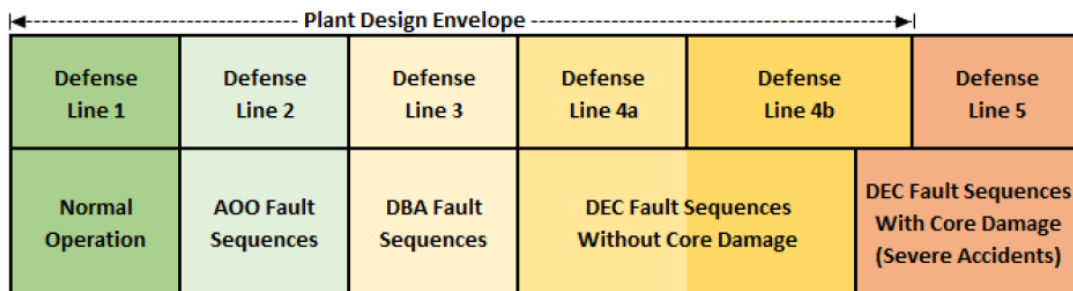 Plant Design Envelope
Defense
Line 1
Defense
Line 2
Defense
Line 3
Defense
Line 4a
Defense
Line 4b
Defense
Line 5
Normal
Operation
AOO Fault
Sequences
DBA Fault
Sequences
DEC Fault Sequences
Without Core Damage
DEC Fault Sequences
With Core Damage
(Severe Accidents)